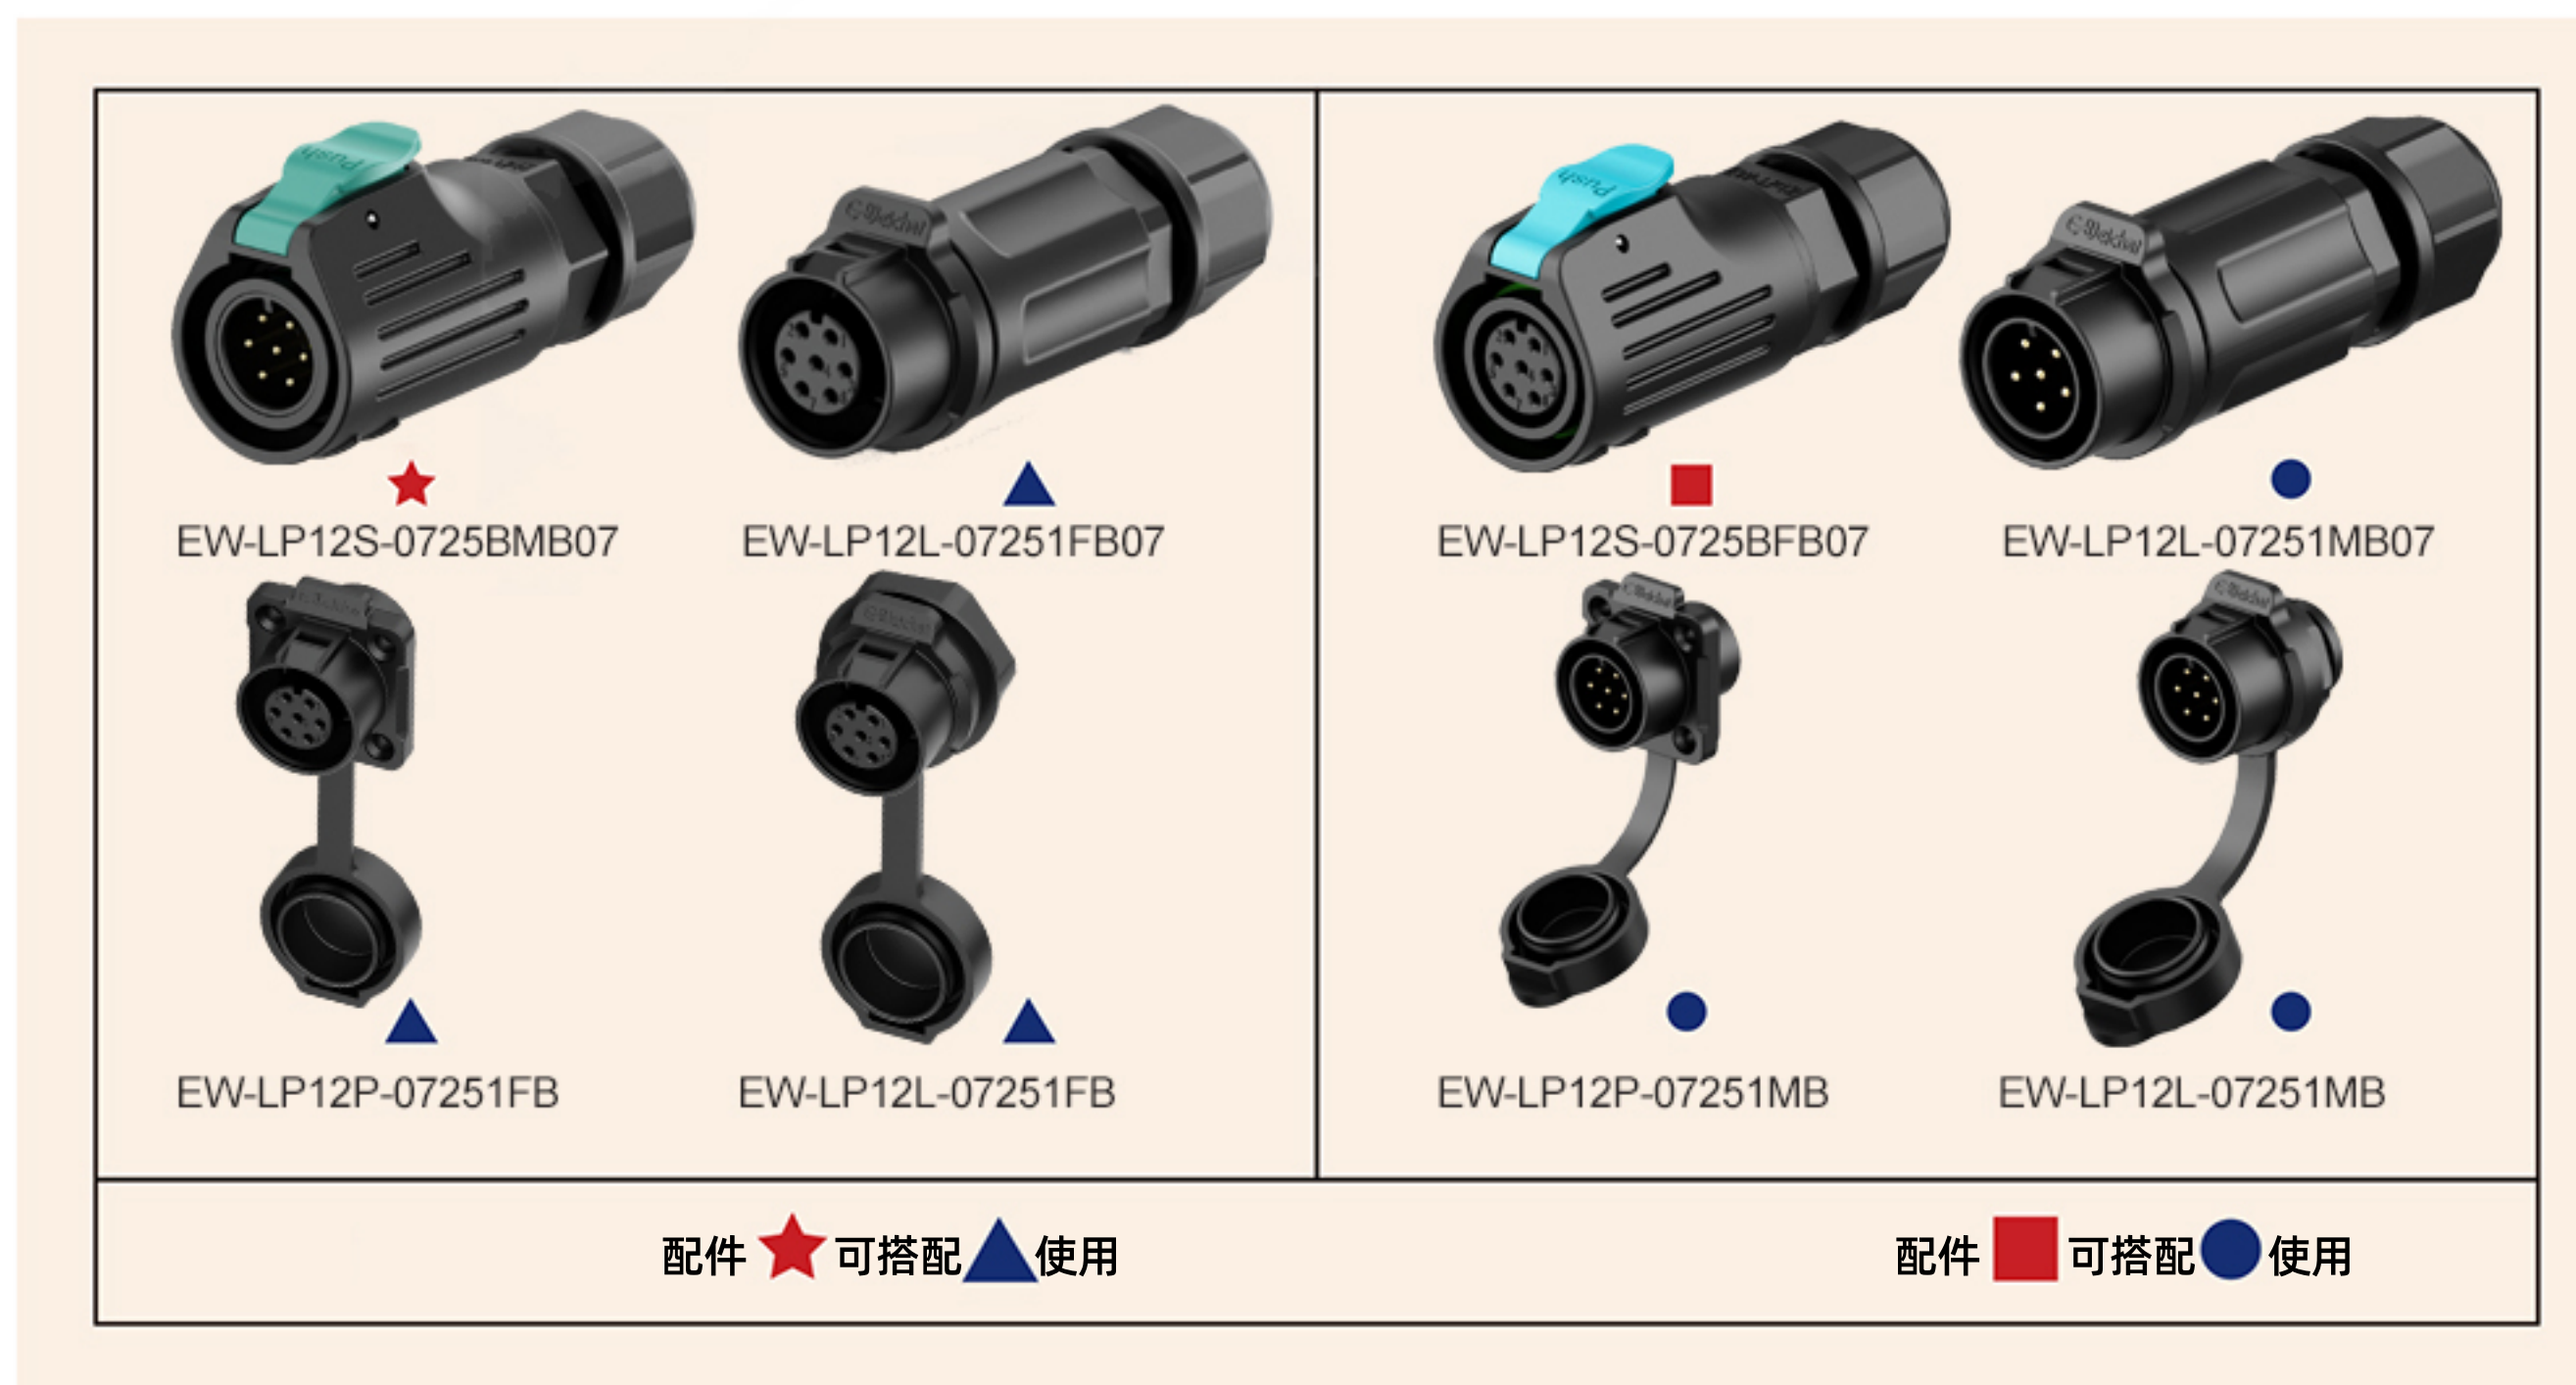 Push
Push
EW-LP12S-0725BMB07
EW-LP12L-07251FB07
EW-LP12S-0725BFB07
EW-LP12L-07251MB07
EW-LP12P-07251FB
EW-LP12L-07251FB
EW-LP12P-07251MB
EW-LP12L-07251MB
配件 可搭配 使用
配件 可搭配 使用